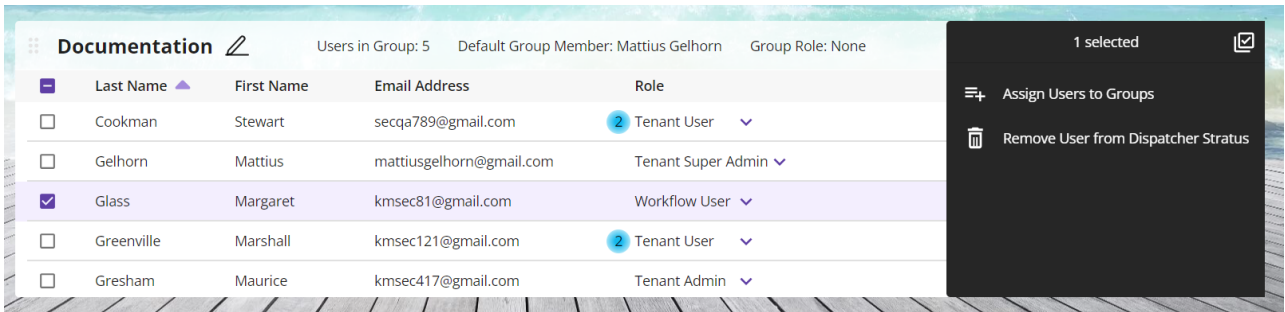 Documentation Users in Group: 5 Default Group Member: Mattius Gelhorn Group Role: None
Last Name First Name Email Address Role
Cookman Stewart secqa789@gmail.com 2 Tenant User
Gelhorn Mattius mattiusgelhorn@gmail.com Tenant Super Admin
Glass Margaret kmsec81@gmail.com Workflow User
Greenville Marshall kmsec121@gmail.com 2 Tenant User
Gresham Maurice kmsec417@gmail.com Tenant Admin
1 selected
Assign Users to Groups
Remove User from Dispatcher Stratus